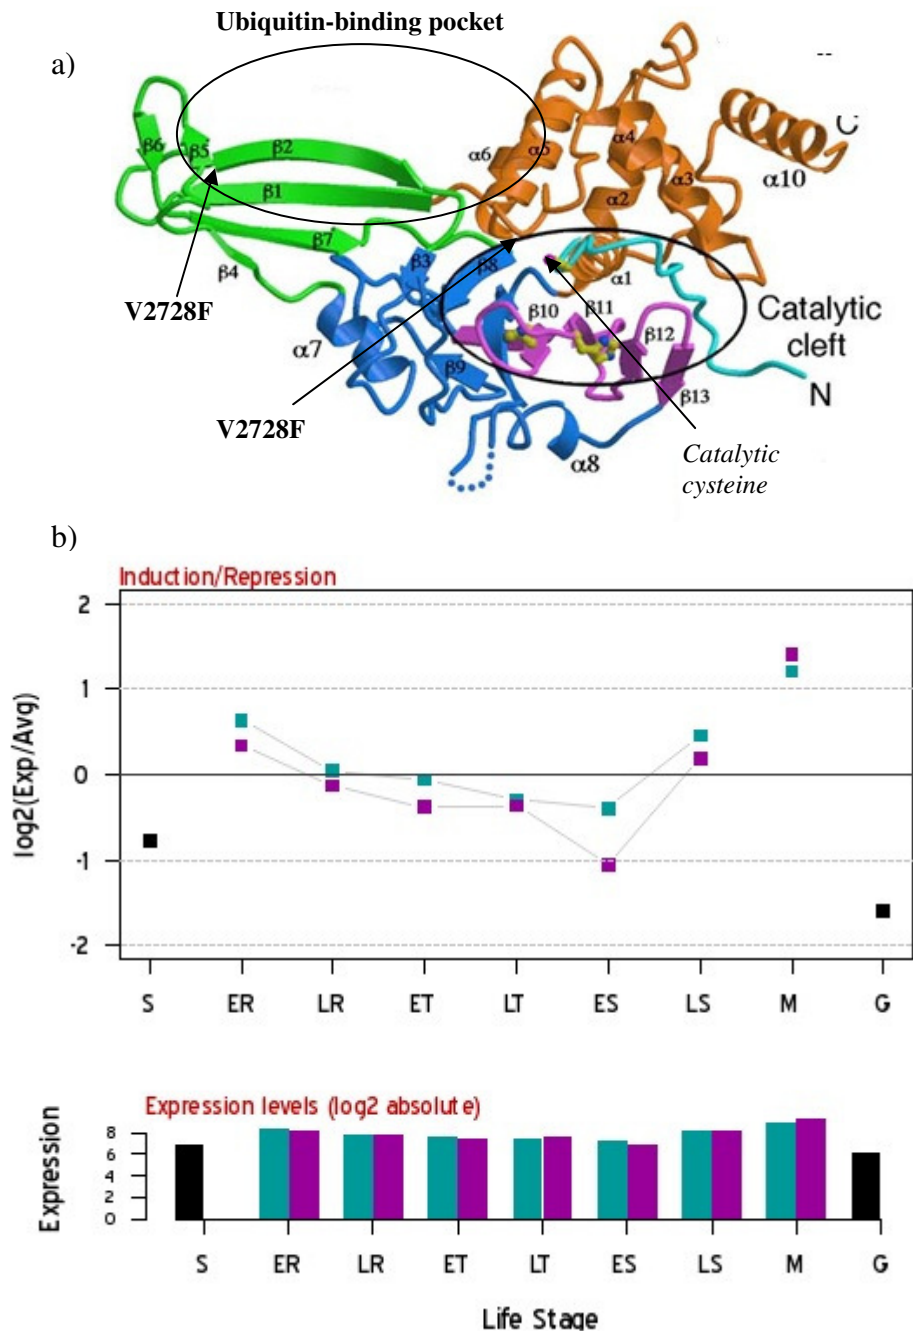 Ubiquitin-binding pocket
a)
--
C
β6
β5
β2
α6
α5
α4
α3
α10
β1
α2
β7
β4
β3
β8
α1
V2728F
β10
β11
β12
Catalytic
cleft
α7
β9
β13
N
V2728F
α8
Catalytic
cysteine
b)
Induction/Repression
2
1
0
-1
-2
log2(Exp/Avg)
S ER LR ET LT ES LS M G
Expression levels (log2 absolute)
8
6
4
2
0
Expression
S ER LR ET LT ES LS M G
Life Stage